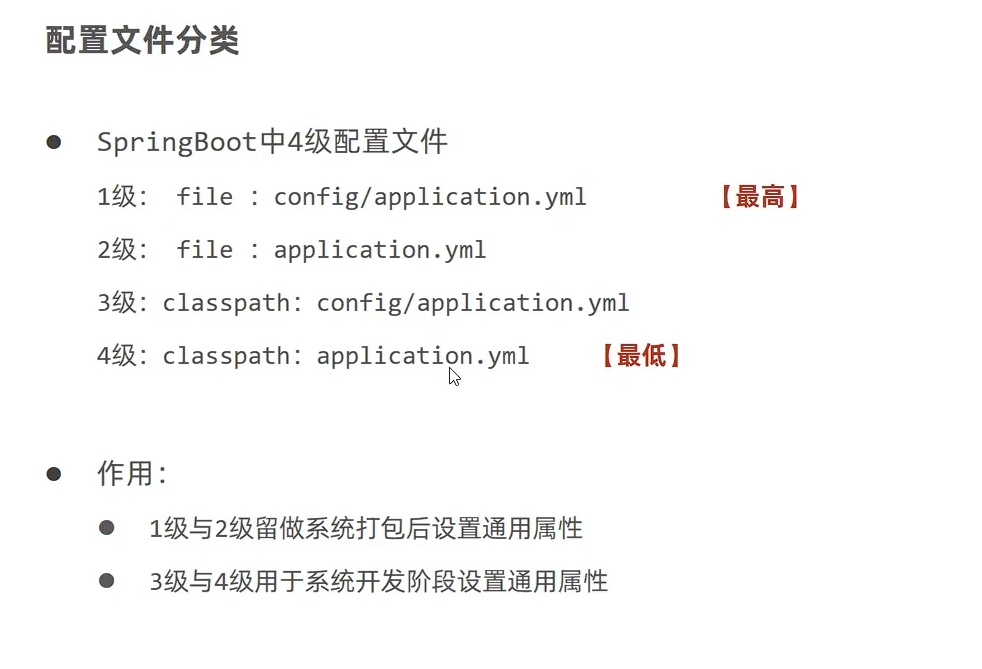 配置文件分类
SpringBoot中4级配置文件
1级： file ：config/application.yml 【最高】
2级： file ：application.yml
3级：classpath：config/application.yml
4级：classpath：application.yml 【最低】
作用：
1级与2级留做系统打包后设置通用属性
3级与4级用于系统开发阶段设置通用属性